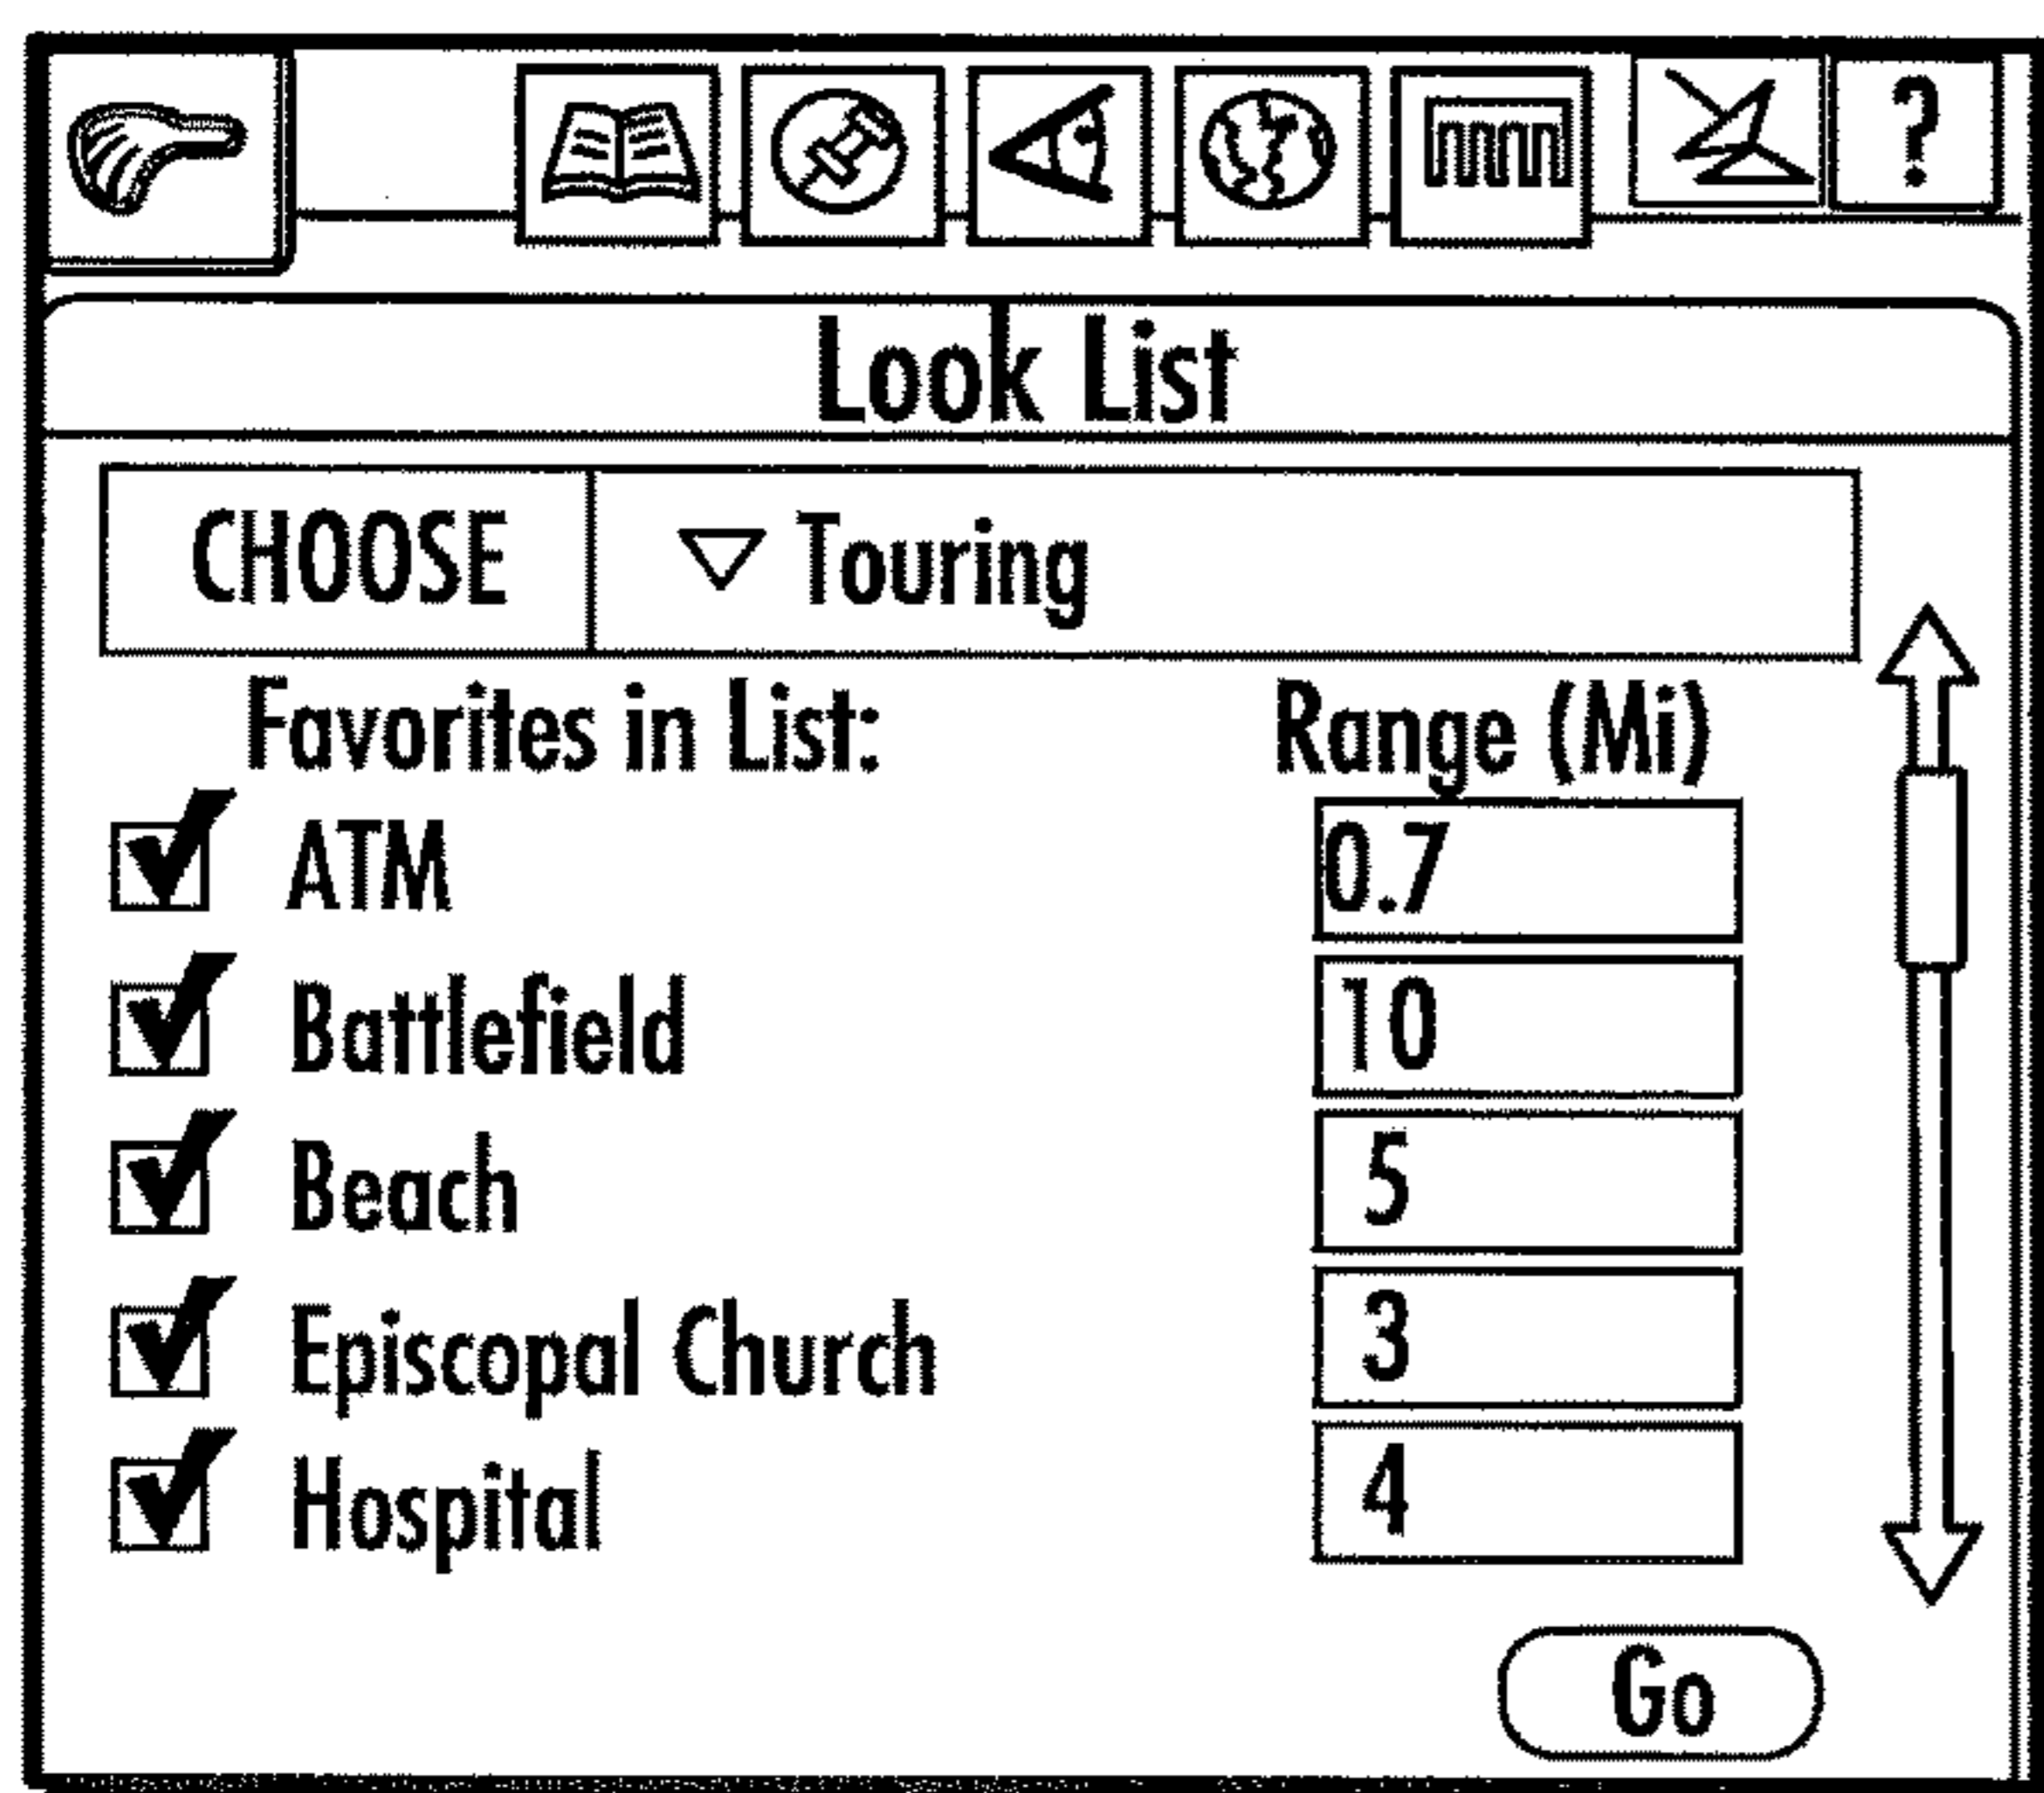 ?
Look List
CHOOSE Touring
Favorites in List: Range (Mi)
ATM 0.7
Battlefield 10
Beach 5
Episcopal Church 3
Hospital 4
Go